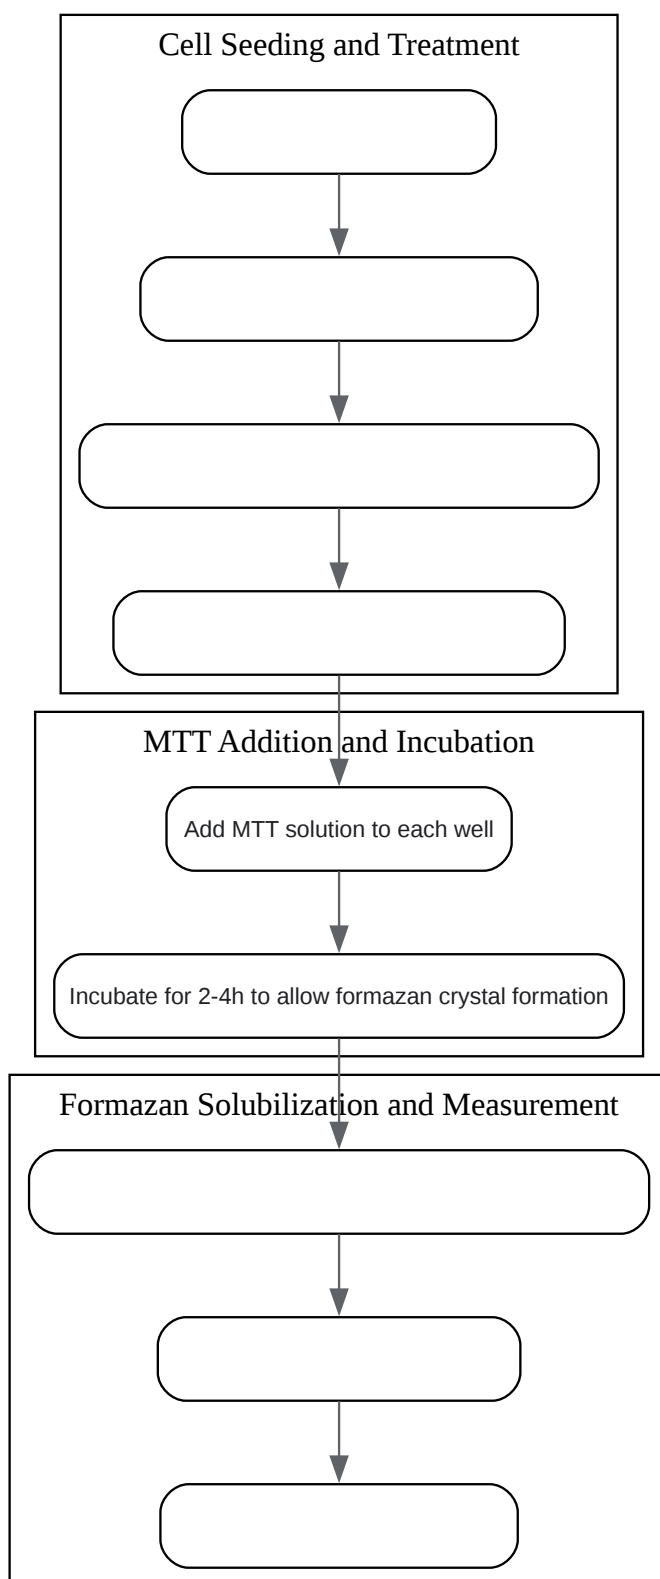 Cell Seeding and Treatment
MTT Addition and Incubation
Add MTT solution to each well
Incubate for 2-4h to allow formazan crystal formation
Formazan Solubilization and Measurement